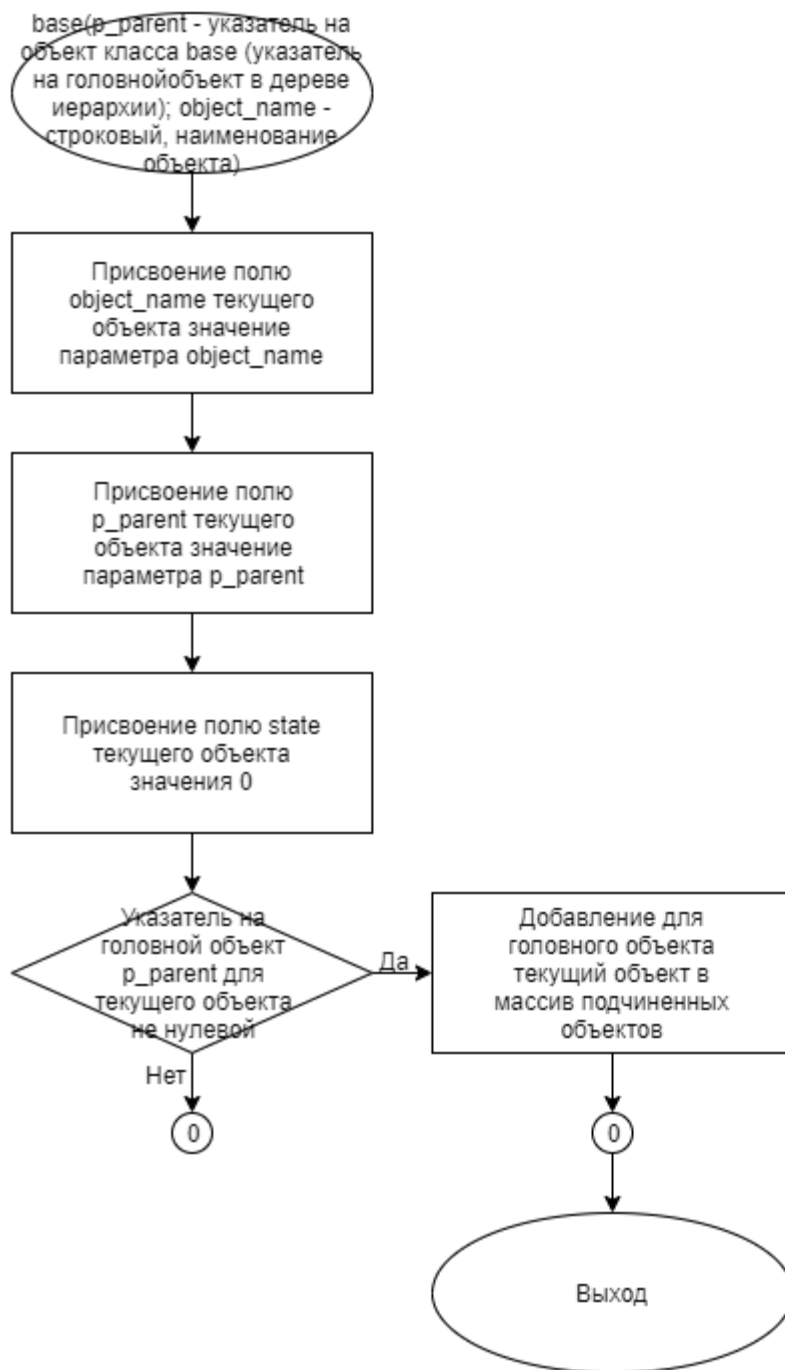 base(p_parent - указатель на
объект класса base (указатель
на головнойобъект в дереве
иерархии); object_name -
строковый, наименование
объекта)
Присвоение полю
object_name текущего
объекта значение
параметра object_name
Присвоение полю
p_parent текущего
объекта значение
параметра p_parent
Присвоение полю state
текущего объекта
значения 0
Указатель на
головной объект
p_parent для
текущего объекта
не нулевой
Да
Добавление для
головного объекта
текущий объект в
массив подчиненных
объектов
Нет
0
0
Выход